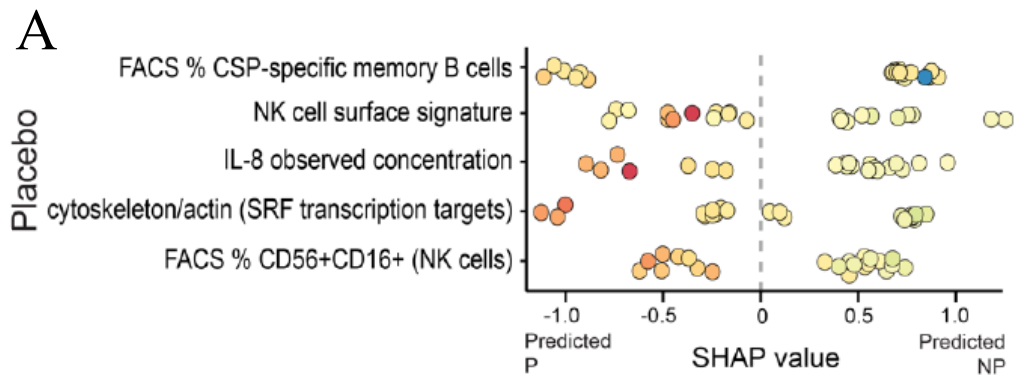 A
Placebo
FACS % CSP-specific memory B cells
NK cell surface signature
IL-8 observed concentration
cytoskeleton/actin (SRF transcription targets)
FACS % CD56+CD16+ (NK cells)
-1.0 -0.5 0 0.5 1.0
Predicted P
SHAP value
Predicted NP